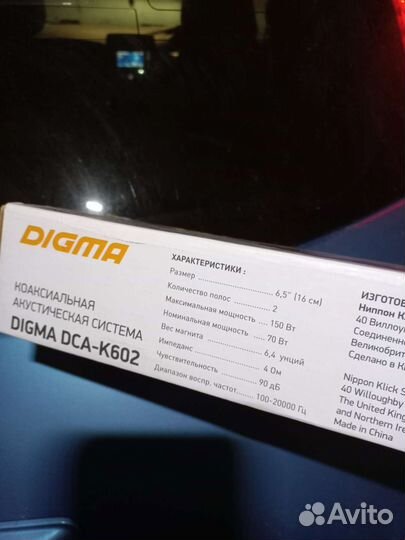 DIGMA
КОАКСИАЛЬНАЯ
АКУСТИЧЕСКАЯ СИСТЕМА
DIGMA DCA-K602
ХАРАКТЕРИСТИКИ :
Размер 6,5" (16 см)
Количество полос 2
Максимальная мощность 150 Вт
Номинальная мощность 70 Вт
Вес магнита 6,4 унций
Импеданс 4 Ом
Чувствительность 90 дБ
Диапазон воспр. частот 100-20000 Гц
ИЗГОТОВ
Ниппон К
40 Виллоуг
Соединенно
Великобрит
Сделано в К
Nippon Klick S
40 Willoughby
The United King
and Northern Ire
Made in China
Avito